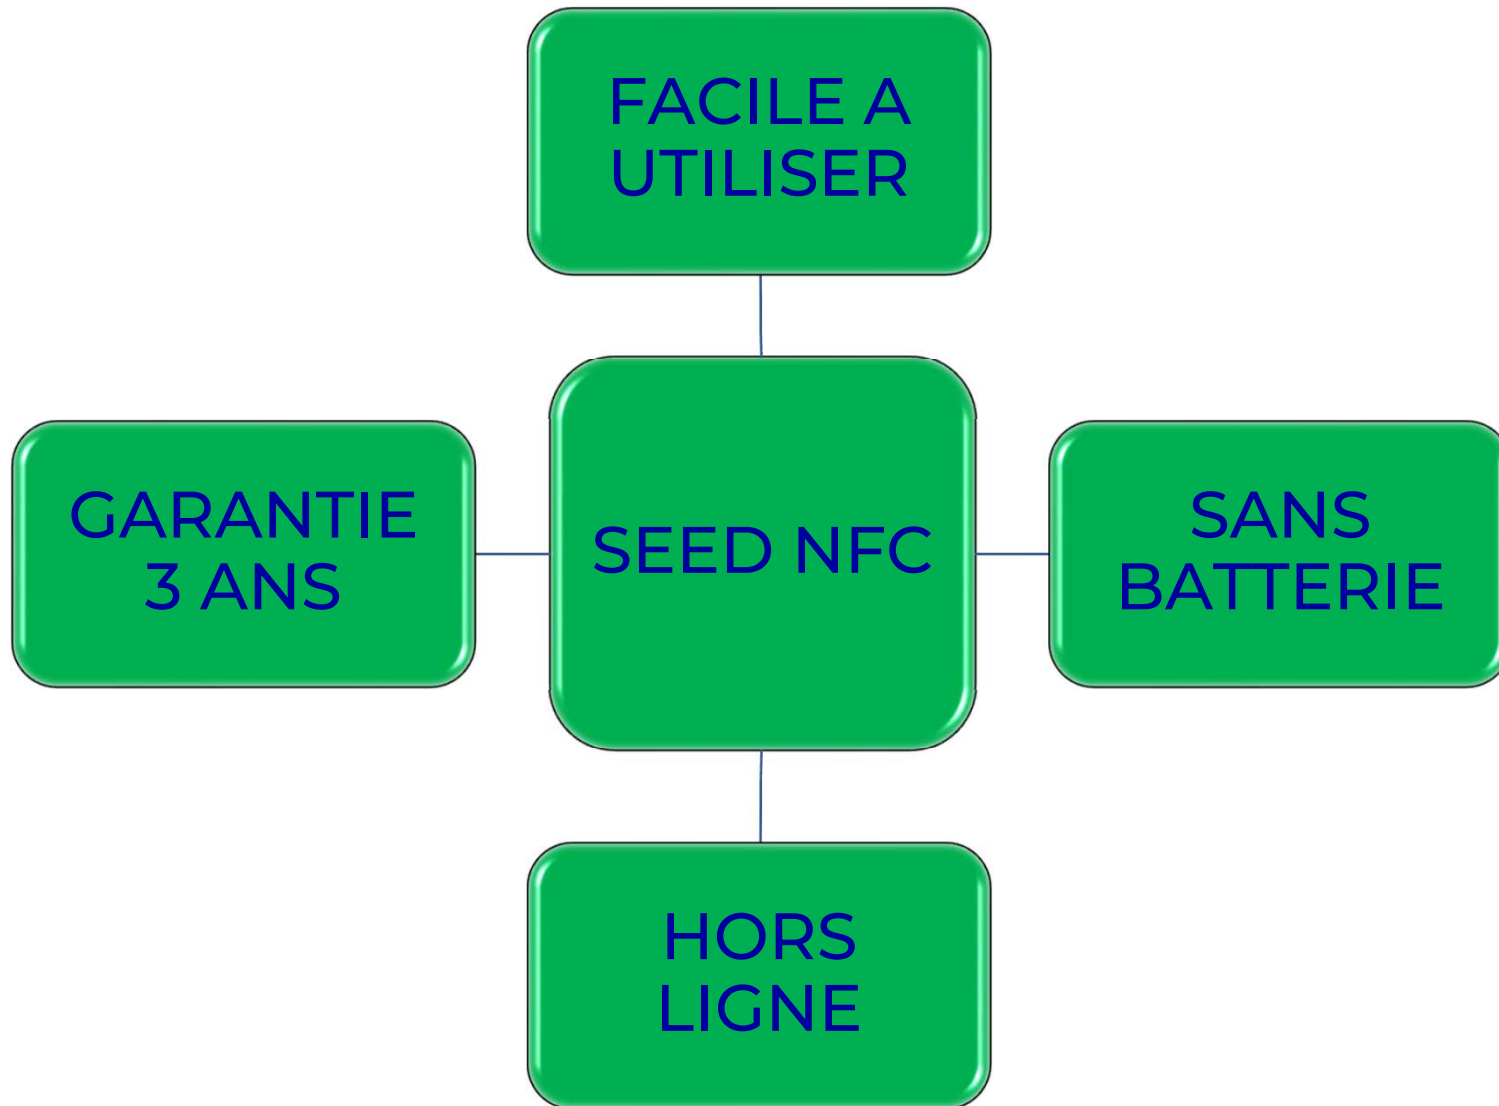 FACILE A
UTILISER
GARANTIE
3 ANS
SEED NFC
SANS
BATTERIE
HORS
LIGNE